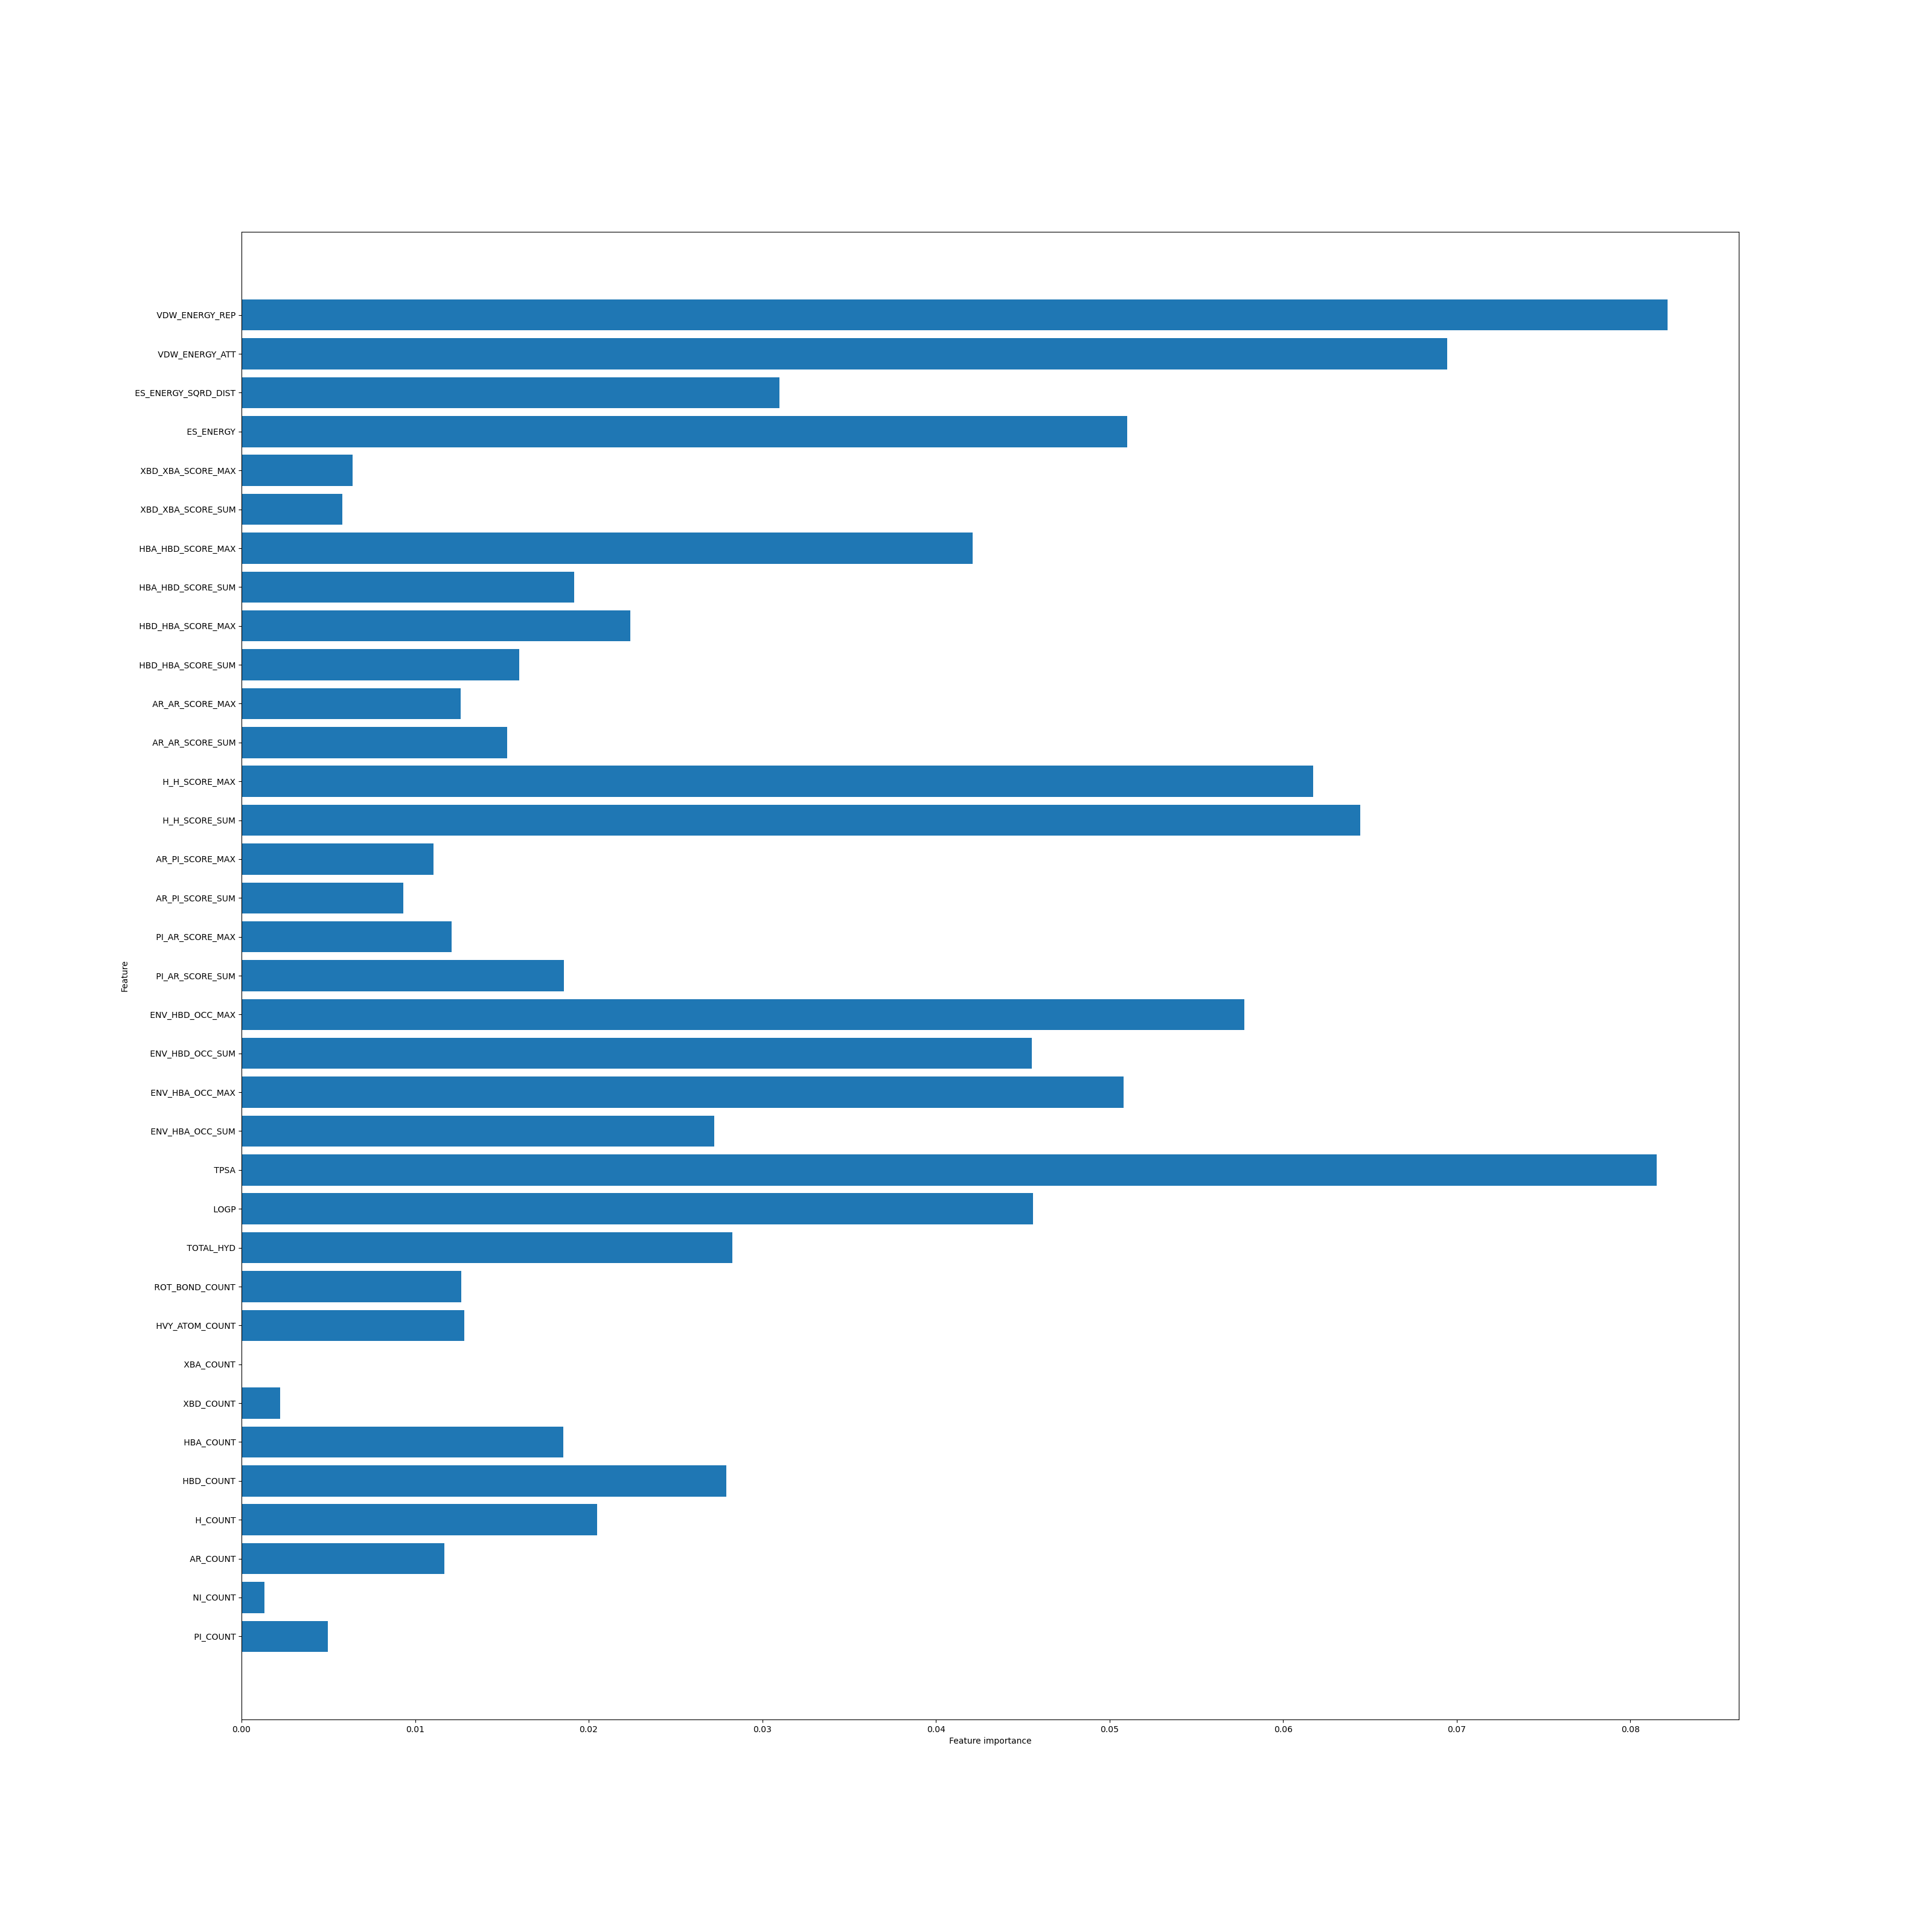 VDW_ENERGY_REP
VDW_ENERGY_ATT
ES_ENERGY_SQRD_DIST
ES_ENERGY
XBD_XBA_SCORE_MAX
XBD_XBA_SCORE_SUM
HBA_HBD_SCORE_MAX
HBA_HBD_SCORE_SUM
HBD_HBA_SCORE_MAX
HBD_HBA_SCORE_SUM
AR_AR_SCORE_MAX
AR_AR_SCORE_SUM
H_H_SCORE_MAX
H_H_SCORE_SUM
AR_PI_SCORE_MAX
AR_PI_SCORE_SUM
PI_AR_SCORE_MAX
PI_AR_SCORE_SUM
ENV_HBD_OCC_MAX
ENV_HBD_OCC_SUM
ENV_HBA_OCC_MAX
ENV_HBA_OCC_SUM
TPSA
LOGP
TOTAL_HYD
ROT_BOND_COUNT
HVY_ATOM_COUNT
XBA_COUNT
XBD_COUNT
HBA_COUNT
HBD_COUNT
H_COUNT
AR_COUNT
NI_COUNT
PI_COUNT
Feature
0.00 0.01 0.02 0.03 0.04 0.05 0.06 0.07 0.08
Feature importance